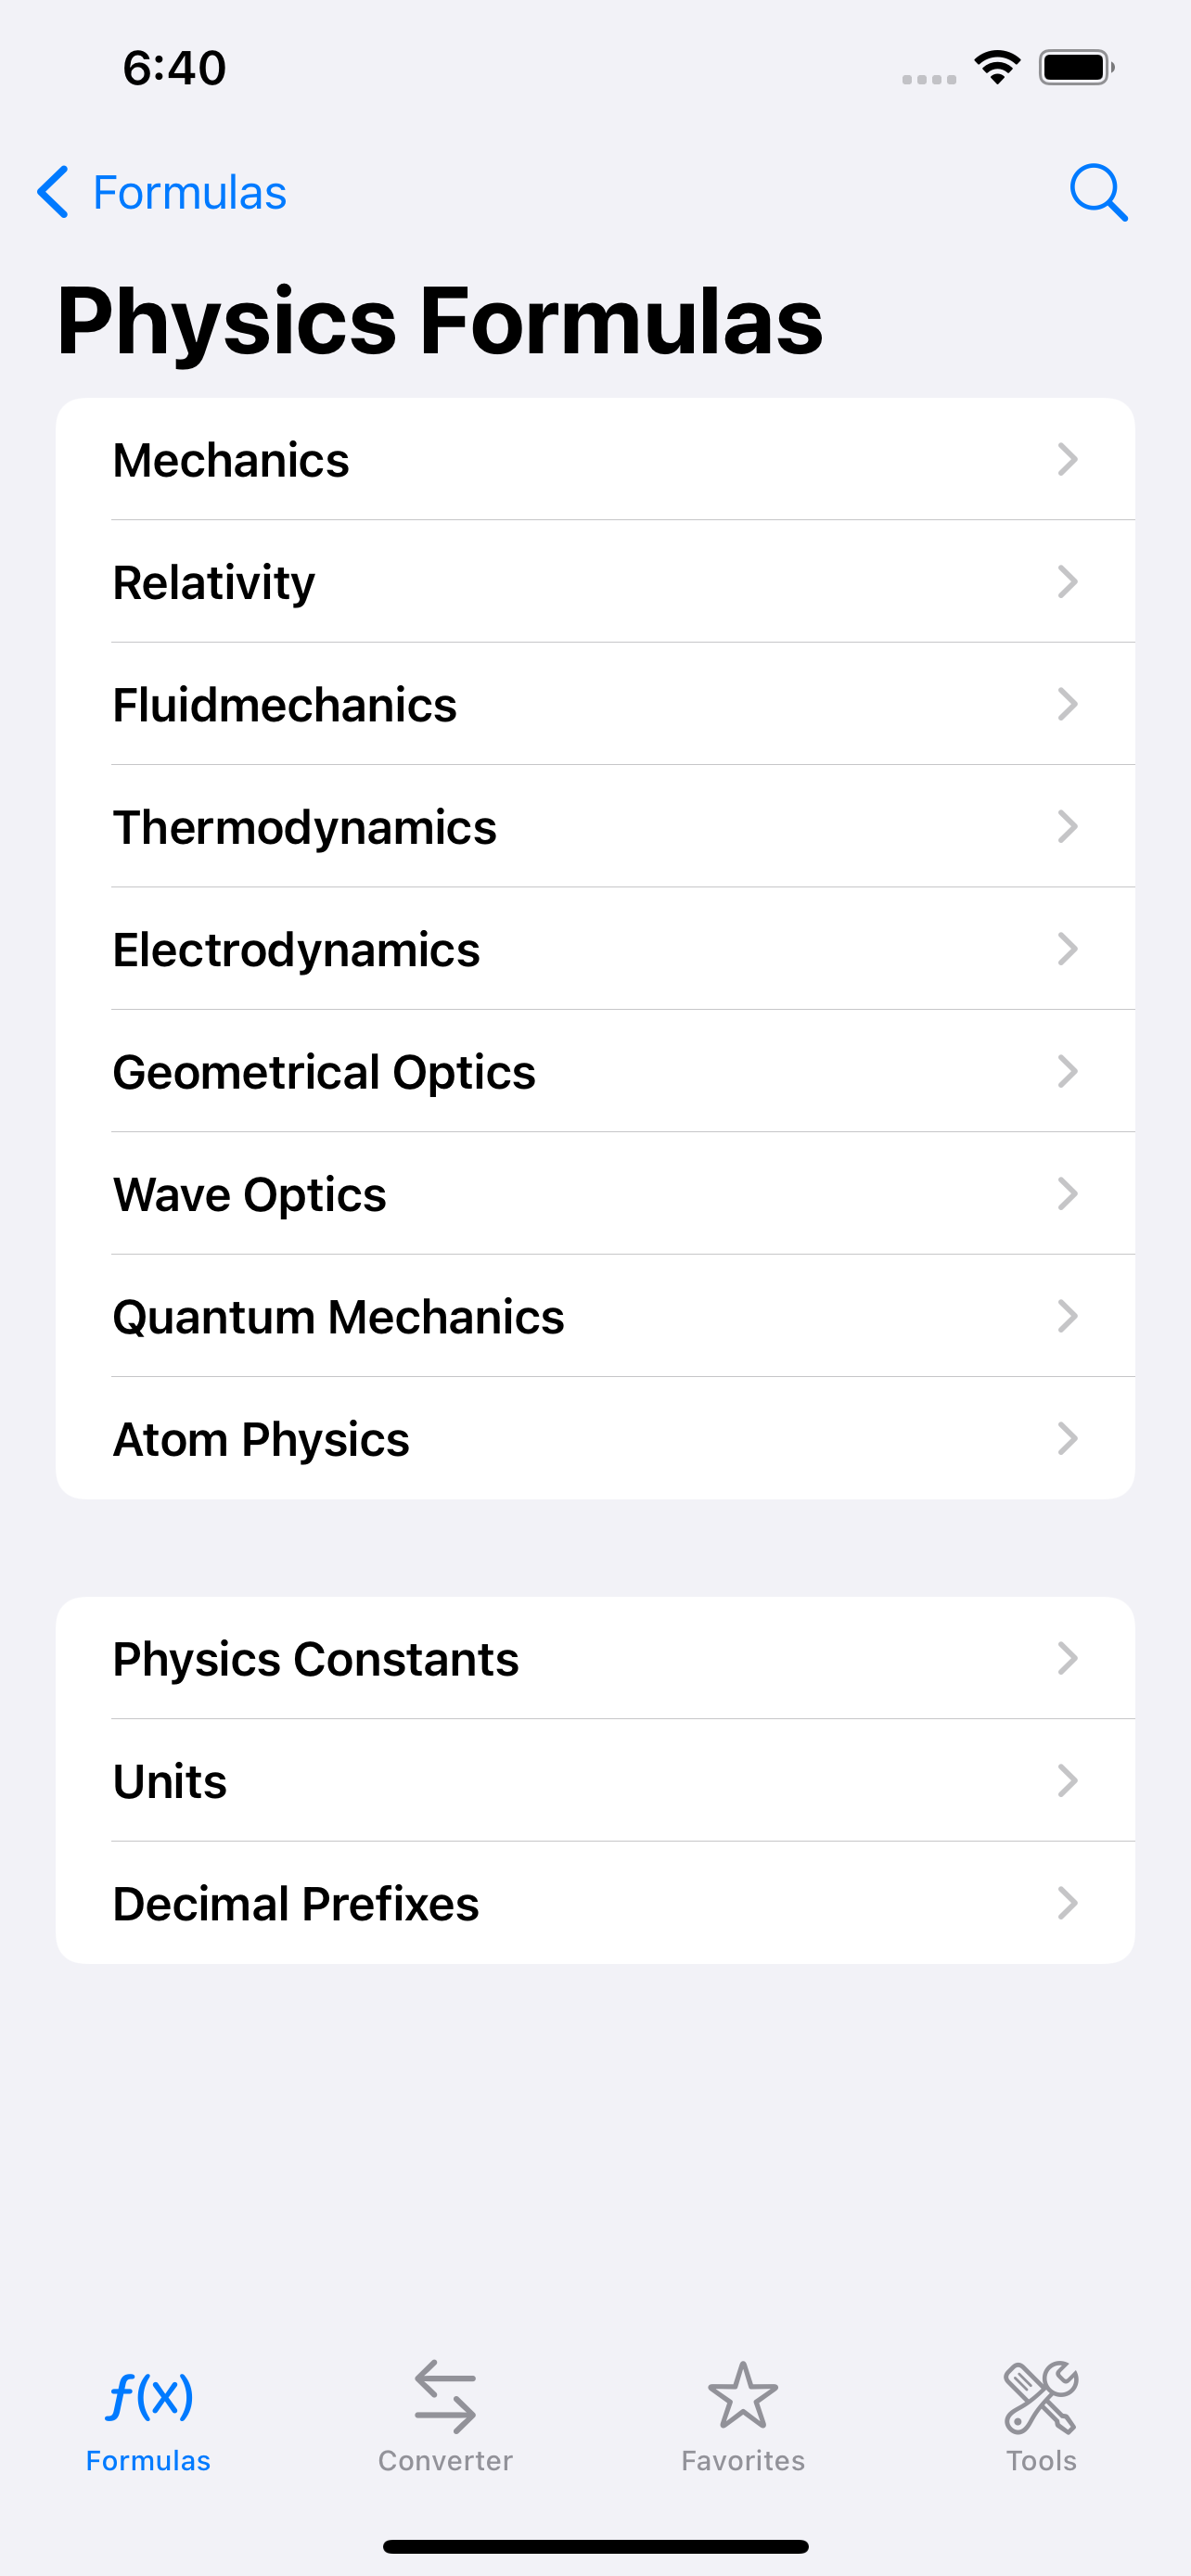 6:40
Formulas
Physics Formulas
Mechanics
Relativity
Fluidmechanics
Thermodynamics
Electrodynamics
Geometrical Optics
Wave Optics
Quantum Mechanics
Atom Physics
Physics Constants
Units
Decimal Prefixes
f(x)
Formulas Converter Favorites Tools